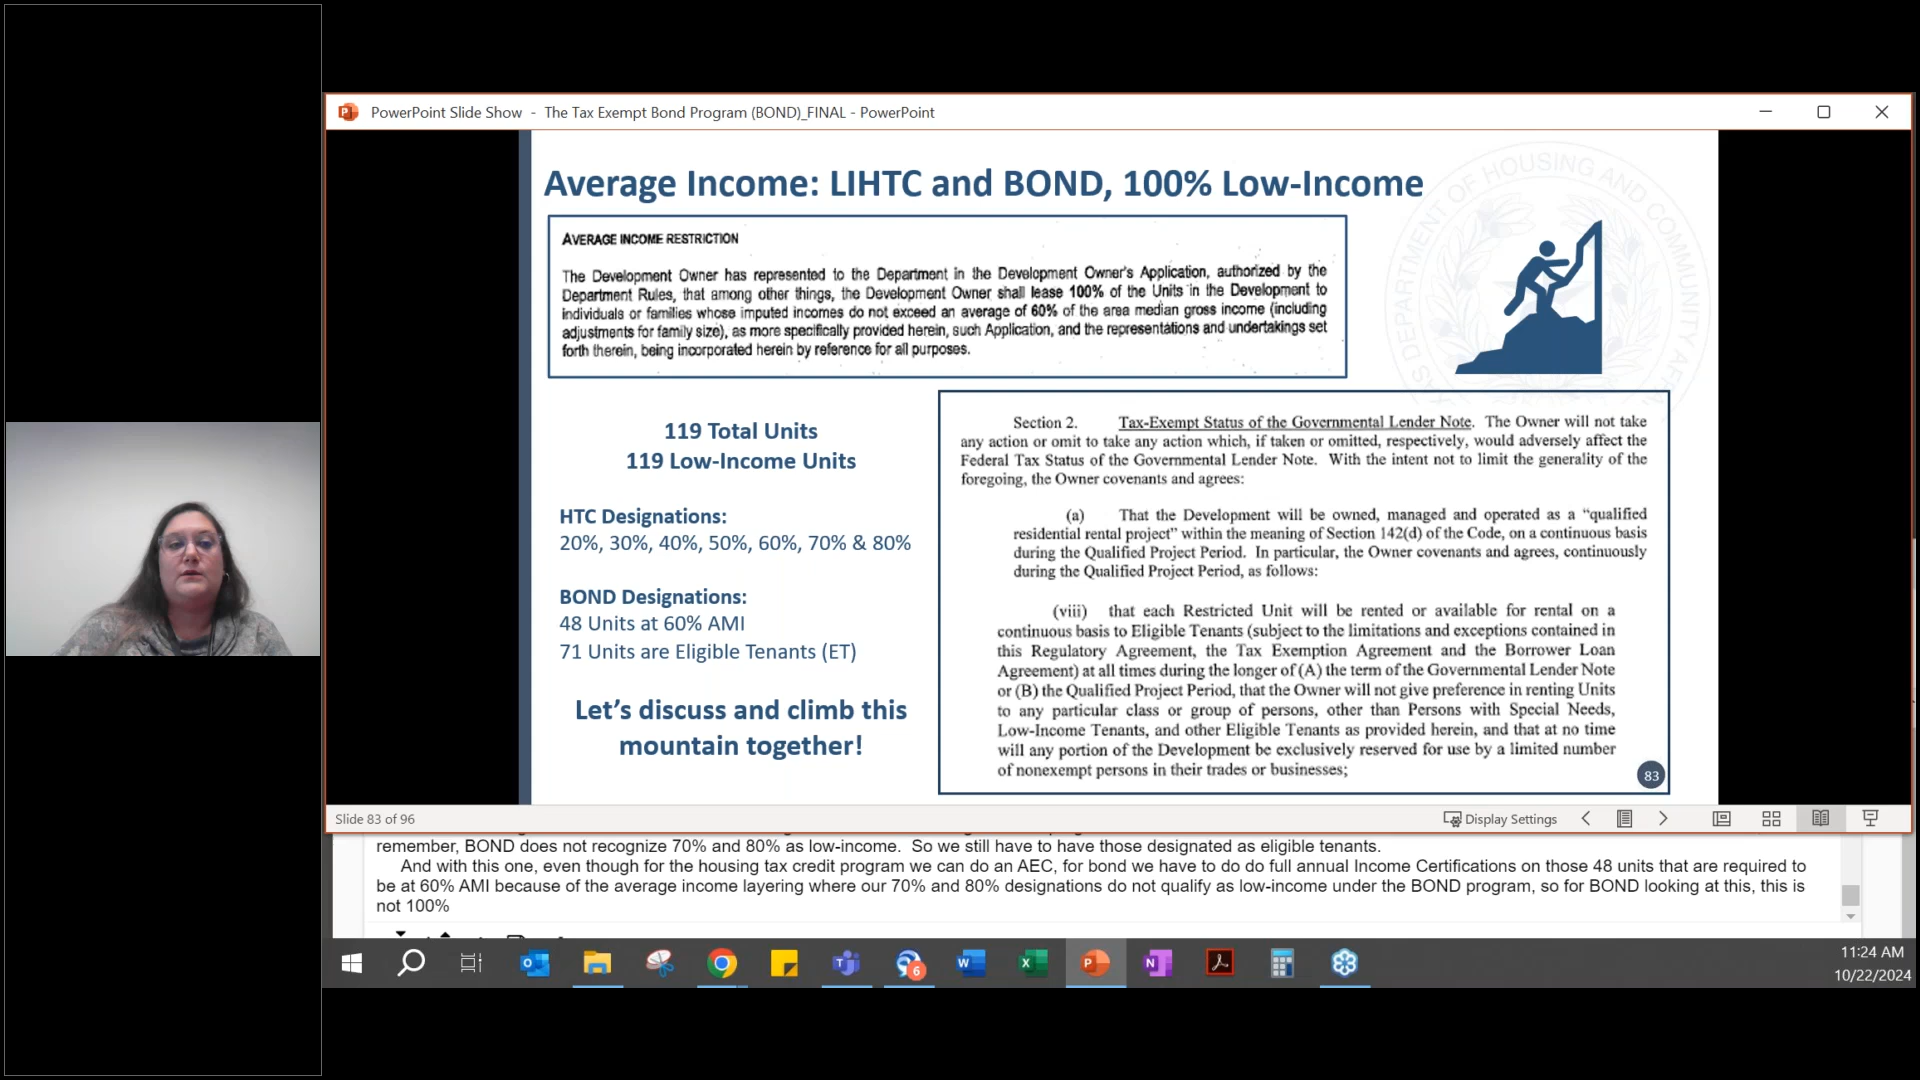 PowerPoint Slide Show - The Tax Exempt Bond Program (BOND)_FINAL - PowerPoint
Average Income: LIHTC and BOND, 100% Low-Income
AVERAGE INCOME RESTRICTION
The Development Owner has represented to the Department in the Development Owner's Application, authorized by the
Department Rules, that among other things, the Development Owner shall lease 100% of the Units in the Development to
individuals or families whose imputed incomes do not exceed an average of 60% of the area median gross income (including
adjustments for family size), as more specifically provided herein, such Application, and the representations and undertakings set
forth therein, being incorporated herein by reference for all purposes.
119 Total Units
119 Low-Income Units
HTC Designations:
20%, 30%, 40%, 50%, 60%, 70% & 80%
BOND Designations:
48 Units at 60% AMI
71 Units are Eligible Tenants (ET)
Let's discuss and climb this
mountain together!
Section 2. Tax-Exempt Status of the Governmental Lender Note. The Owner will not take
any action or omit to take any action which, if taken or omitted, respectively, would adversely affect the
Federal Tax Status of the Governmental Lender Note. With the intent not to limit the generality of the
foregoing, the Owner covenants and agrees:
(a) That the Development will be owned, managed and operated as a "qualified
residential rental project" within the meaning of Section 142(d) of the Code, on a continuous basis
during the Qualified Project Period. In particular, the Owner covenants and agrees, continuously
during the Qualified Project Period, as follows:
(viii) that each Restricted Unit will be rented or available for rental on a
continuous basis to Eligible Tenants (subject to the limitations and exceptions contained in
this Regulatory Agreement, the Tax Exemption Agreement and the Borrower Loan
Agreement) at all times during the longer of (A) the term of the Governmental Lender Note
or (B) the Qualified Project Period, that the Owner will not give preference in renting Units
to any particular class or group of persons, other than Persons with Special Needs,
Low-Income Tenants, and other Eligible Tenants as provided herein, and that at no time
will any portion of the Development be exclusively reserved for use by a limited number
of nonexempt persons in their trades or businesses;
83
Slide 83 of 96
Display Settings
remember, BOND does not recognize 70% and 80% as low-income. So we still have to have those designated as eligible tenants.
And with this one, even though for the housing tax credit program we can do an AEC, for bond we have to do do full annual Income Certifications on those 48 units that are required to
be at 60% AMI because of the average income layering where our 70% and 80% designations do not qualify as low-income under the BOND program, so for BOND looking at this, this is
not 100%
6
11:24 AM
10/22/2024